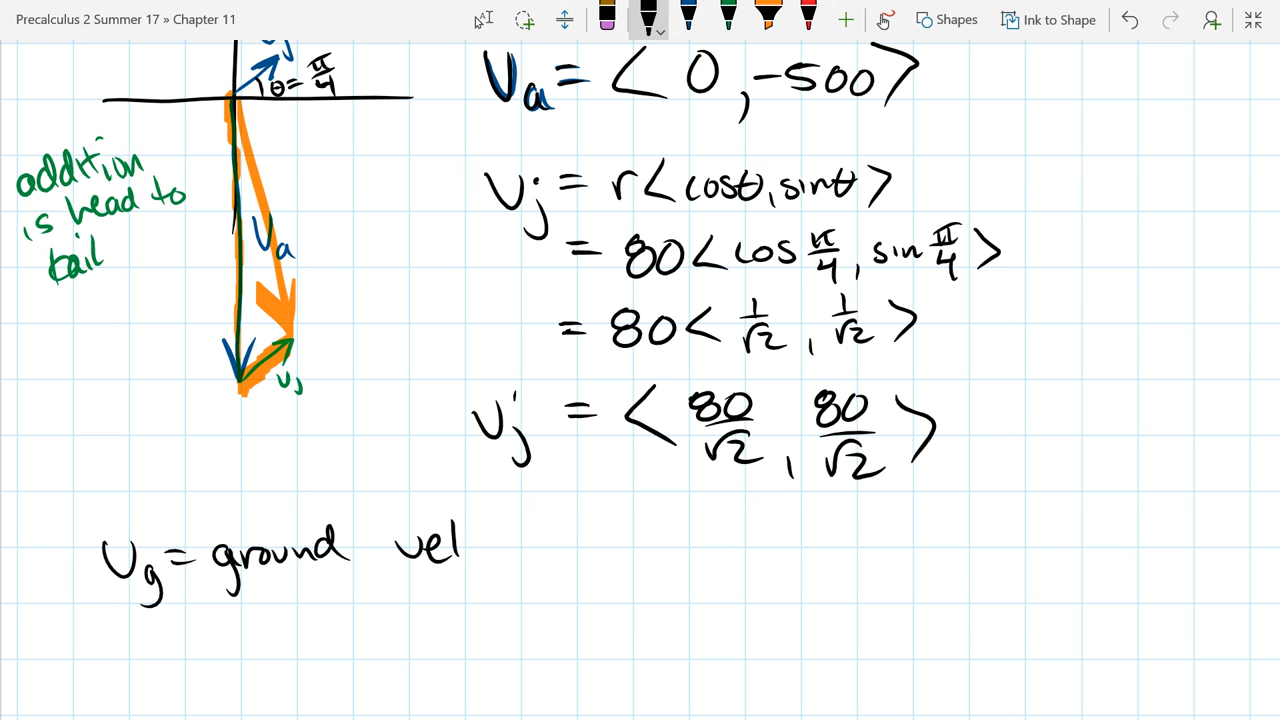 Precalculus 2 Summer 17 » Chapter 11
Shapes
Ink to Shape
θ = π/4
addition
is head to
tail
Va
vj
Va = < 0, -500 >
vj = r < cosθ, sinθ >
= 80 < cos π/4, sin π/4 >
= 80 < 1/√2, 1/√2 >
vj = < 80/√2, 80/√2 >
vg = ground vel